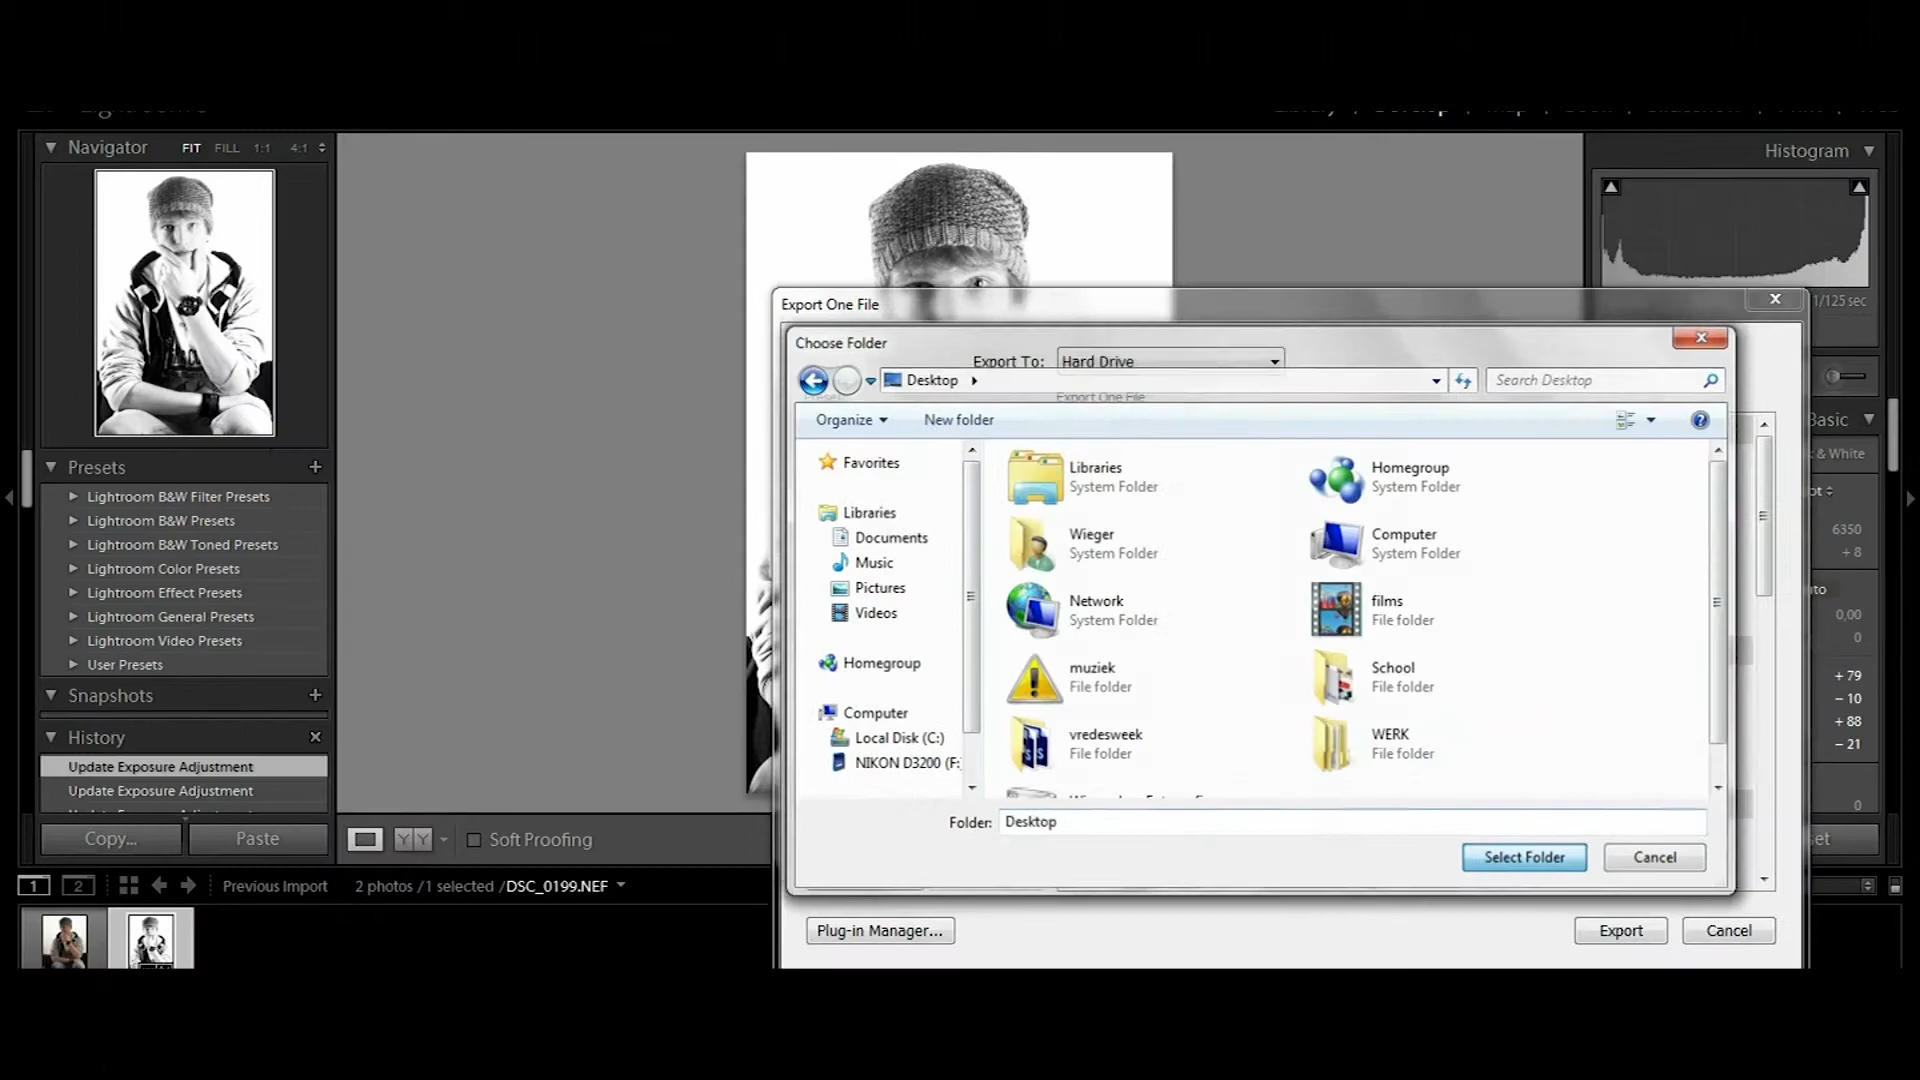 Navigator FIT FILL 1:1 4:1
Histogram
1/125 sec
Export One File
Choose Folder
Export To: Hard Drive
Desktop
Search Desktop
Export One File
Organize New folder
Basic
& White
Presets
Lightroom B&W Filter Presets
Lightroom B&W Presets
Lightroom B&W Toned Presets
Lightroom Color Presets
Lightroom Effect Presets
Lightroom General Presets
Lightroom Video Presets
User Presets
Snapshots
History
Update Exposure Adjustment
Update Exposure Adjustment
Copy... Paste
Soft Proofing
Favorites
Libraries
Documents
Music
Pictures
Videos
Homegroup
Computer
Local Disk (C:)
NIKON D3200 (F:
Libraries
System Folder
Homegroup
System Folder
Wieger
System Folder
Computer
System Folder
Network
System Folder
films
File folder
muziek
File folder
School
File folder
vredesweek
File folder
WERK
File folder
Folder: Desktop
Select Folder Cancel
6350
+ 8
0,00
0
+ 79
− 10
+ 88
− 21
0
1 2 Previous Import 2 photos /1 selected /DSC_0199.NEF
Plug-in Manager... Export Cancel